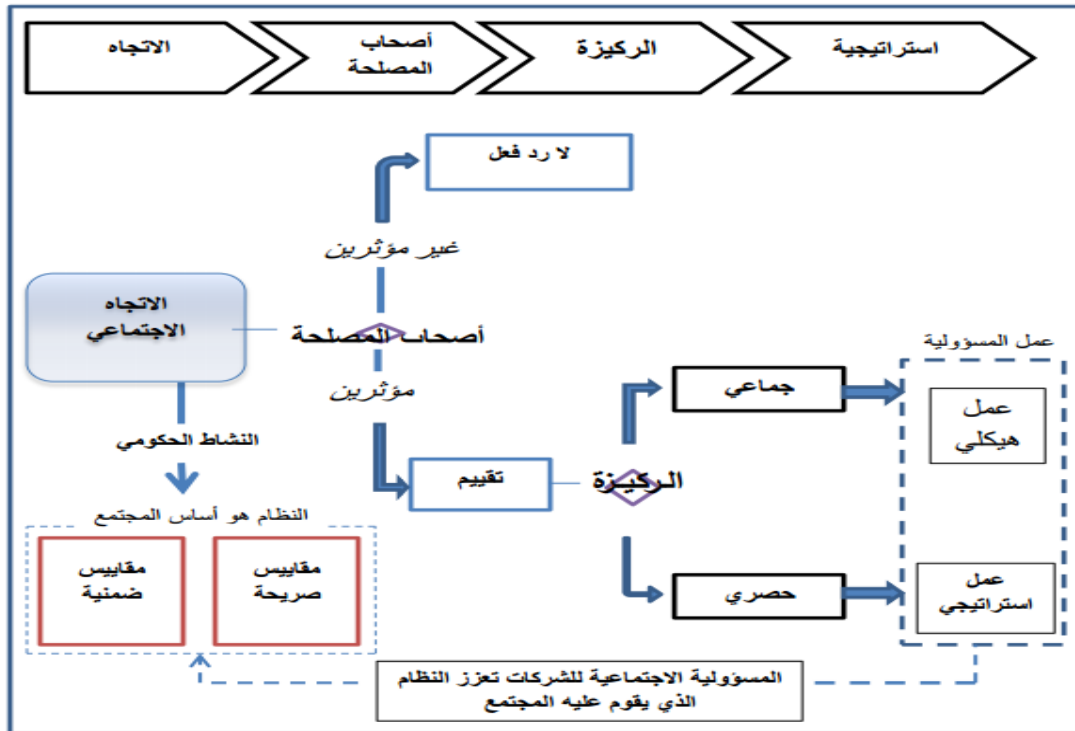 الاتجاه
أصحاب
المصلحة
الركيزة
استراتيجية
لا رد فعل
غير مؤثرين
الاتجاه
الاجتماعي
أصحاب المصلحة
مؤثرين
النشاط الحكومي
تقييم
الركيزة
جماعي
حصري
عمل المسؤولية
عمل
هيكلي
عمل
استراتيجي
النظام هو أساس المجتمع
مقاييس
ضمنية
مقاييس
صريحة
المسؤولية الاجتماعية للشركات تعزز النظام
الذي يقوم عليه المجتمع